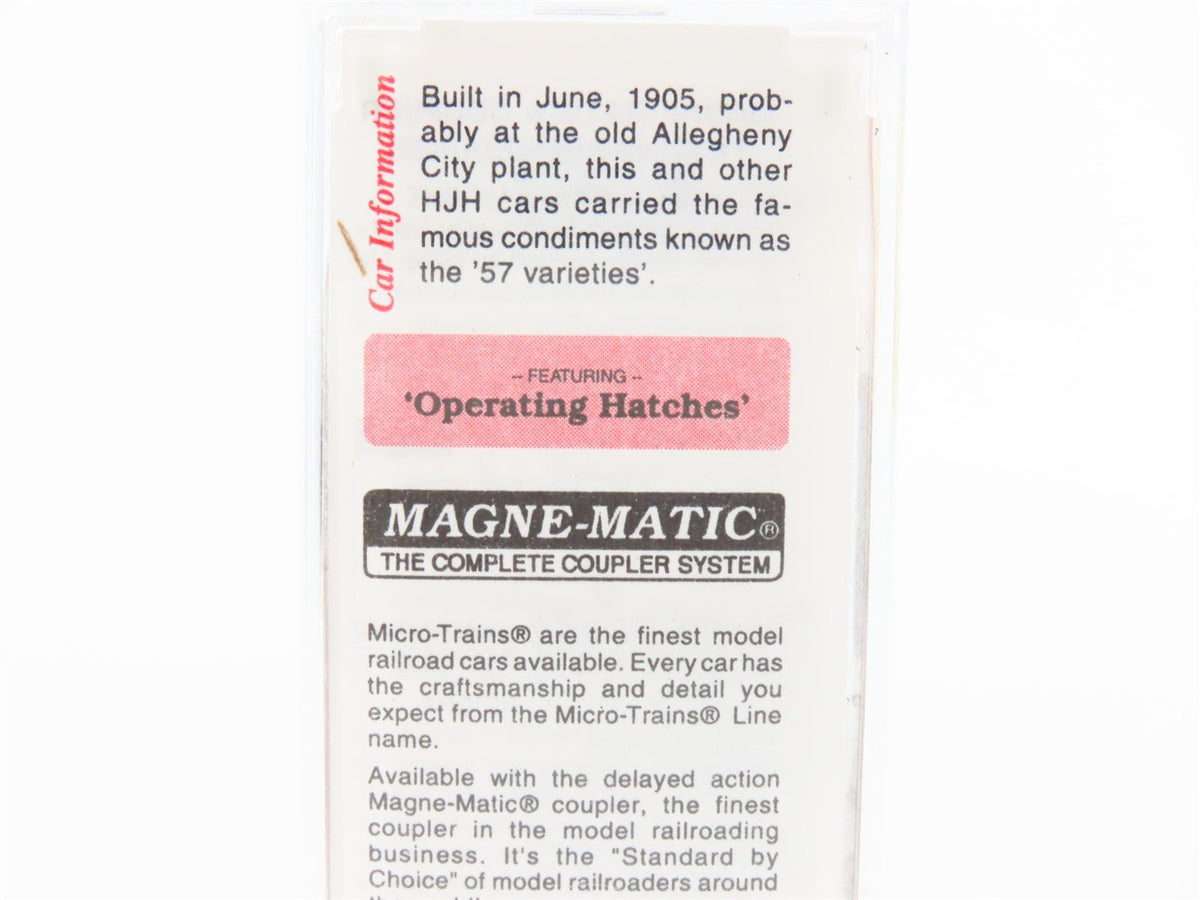 Car Information
Built in June, 1905, prob-
ably at the old Allegheny
City plant, this and other
HJH cars carried the fa-
mous condiments known as
the '57 varieties'.
-- FEATURING --
'Operating Hatches'
MAGNE-MATIC®
THE COMPLETE COUPLER SYSTEM
Micro-Trains® are the finest model
railroad cars available. Every car has
the craftsmanship and detail you
expect from the Micro-Trains® Line
name.
Available with the delayed action
Magne-Matic® coupler, the finest
coupler in the model railroading
business. It's the "Standard by
Choice" of model railroaders around